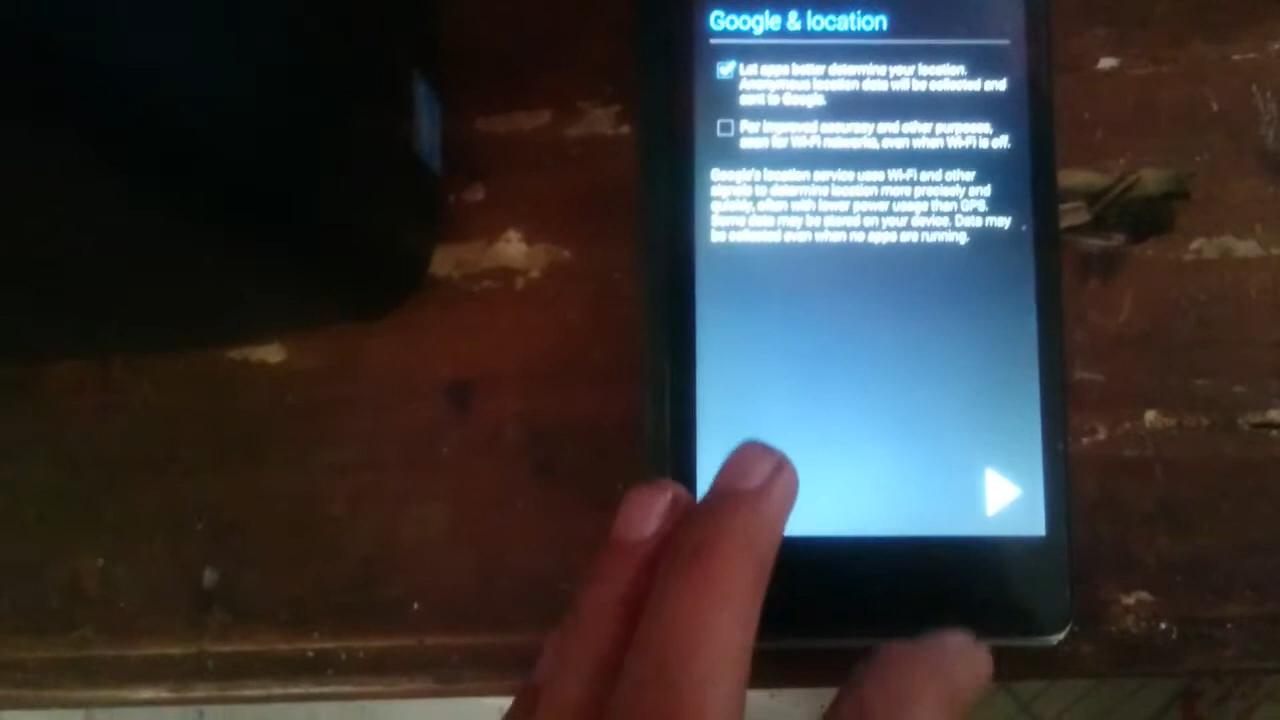 Google & location
Let apps better determine your location.
Anonymous location data will be collected and
sent to Google.
For improved accuracy and other purposes,
scan for Wi-Fi networks, even when Wi-Fi is off.
Google's location service uses Wi-Fi and other
signals to determine location more precisely and
quickly, often with lower power usage than GPS.
Some data may be stored on your device. Data may
be collected even when no apps are running.